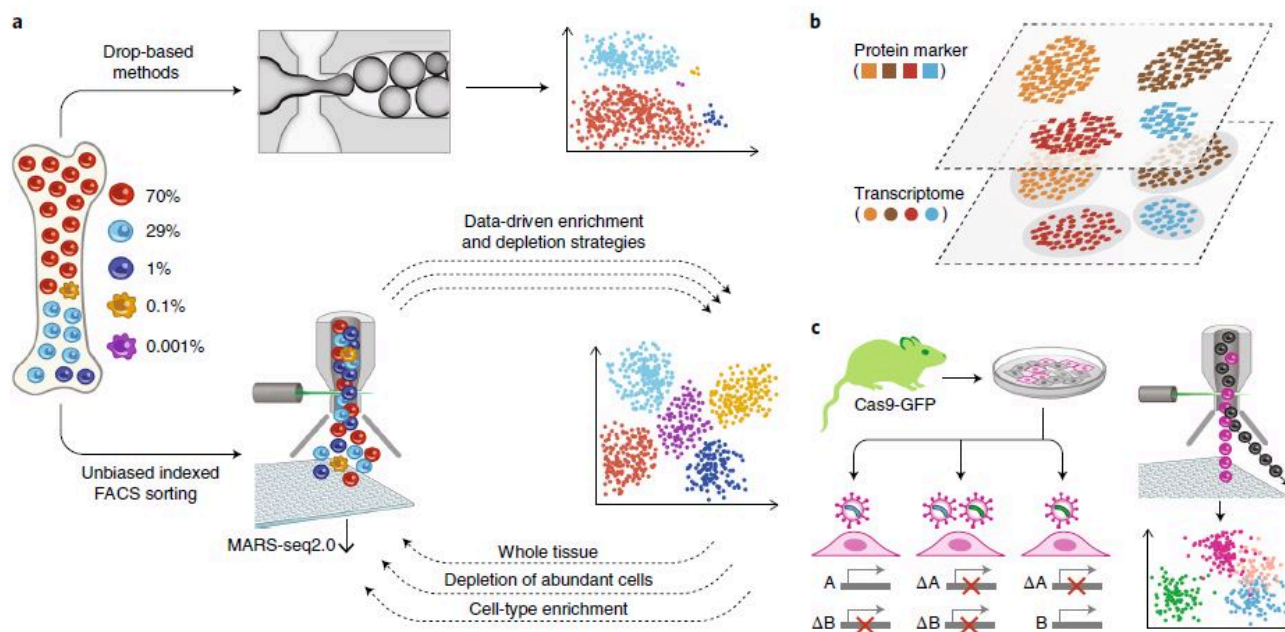 a
Drop-based
methods
70%
29%
1%
0.1%
0.001%
Data-driven enrichment
and depletion strategies
Unbiased indexed
FACS sorting
MARS-seq2.0
Whole tissue
Depletion of abundant cells
Cell-type enrichment
b
Protein marker
( )
Transcriptome
( )
c
Cas9-GFP
A ΔA ΔA
ΔB ΔB B